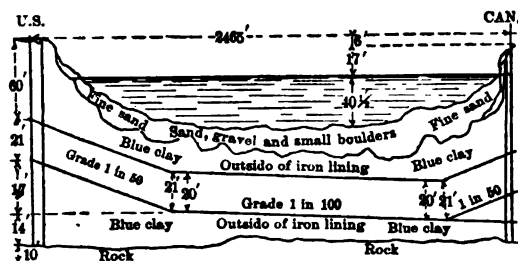 U.S.
2465'
6'
CAN.
17'
60'
40½'
Fine sand
Fine sand
Sand, gravel and small boulders
21'
Blue clay
Blue clay
Outside of iron lining
Grade 1 in 50
21'
20'
20'
21'
1 in 50
Grade 1 in 100
14'
Blue clay
Outside of iron lining
Blue clay
10'
Rock
Rock